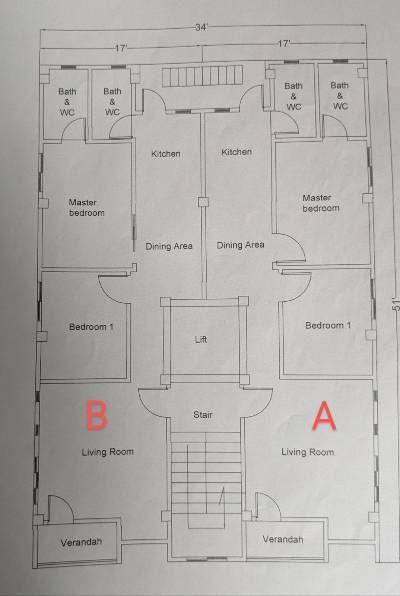 34'
17'
17'
Bath
&
WC
Bath
&
WC
Bath
&
WC
Bath
&
WC
Kitchen
Kitchen
Master
bedroom
Master
bedroom
Dining Area
Dining Area
51'
Bedroom 1
Lift
Bedroom 1
B
Stair
A
Living Room
Living Room
Verandah
Verandah